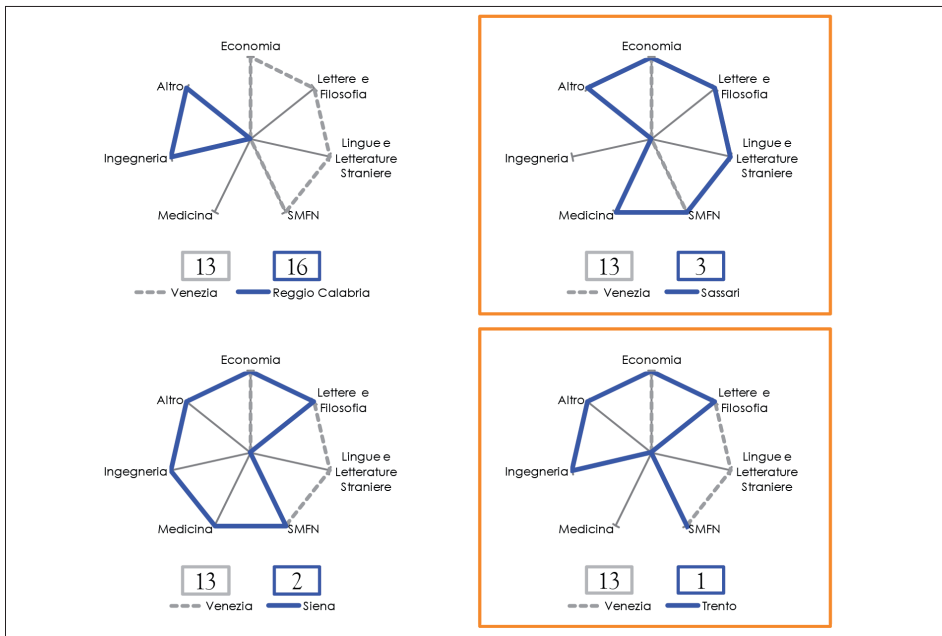 Economia
Lettere e
Filosofia
Altro
Lingue e
Letterature
Straniere
Ingegneria
Medicina
SMFN
13
16
Venezia
Reggio Calabria
Economia
Lettere e
Filosofia
Altro
Lingue e
Letterature
Straniere
Ingegneria
Medicina
SMFN
13
3
Venezia
Sassari
Economia
Lettere e
Filosofia
Altro
Lingue e
Letterature
Straniere
Ingegneria
Medicina
SMFN
13
2
Venezia
Siena
Economia
Lettere e
Filosofia
Altro
Lingue e
Letterature
Straniere
Ingegneria
Medicina
SMFN
13
1
Venezia
Trento